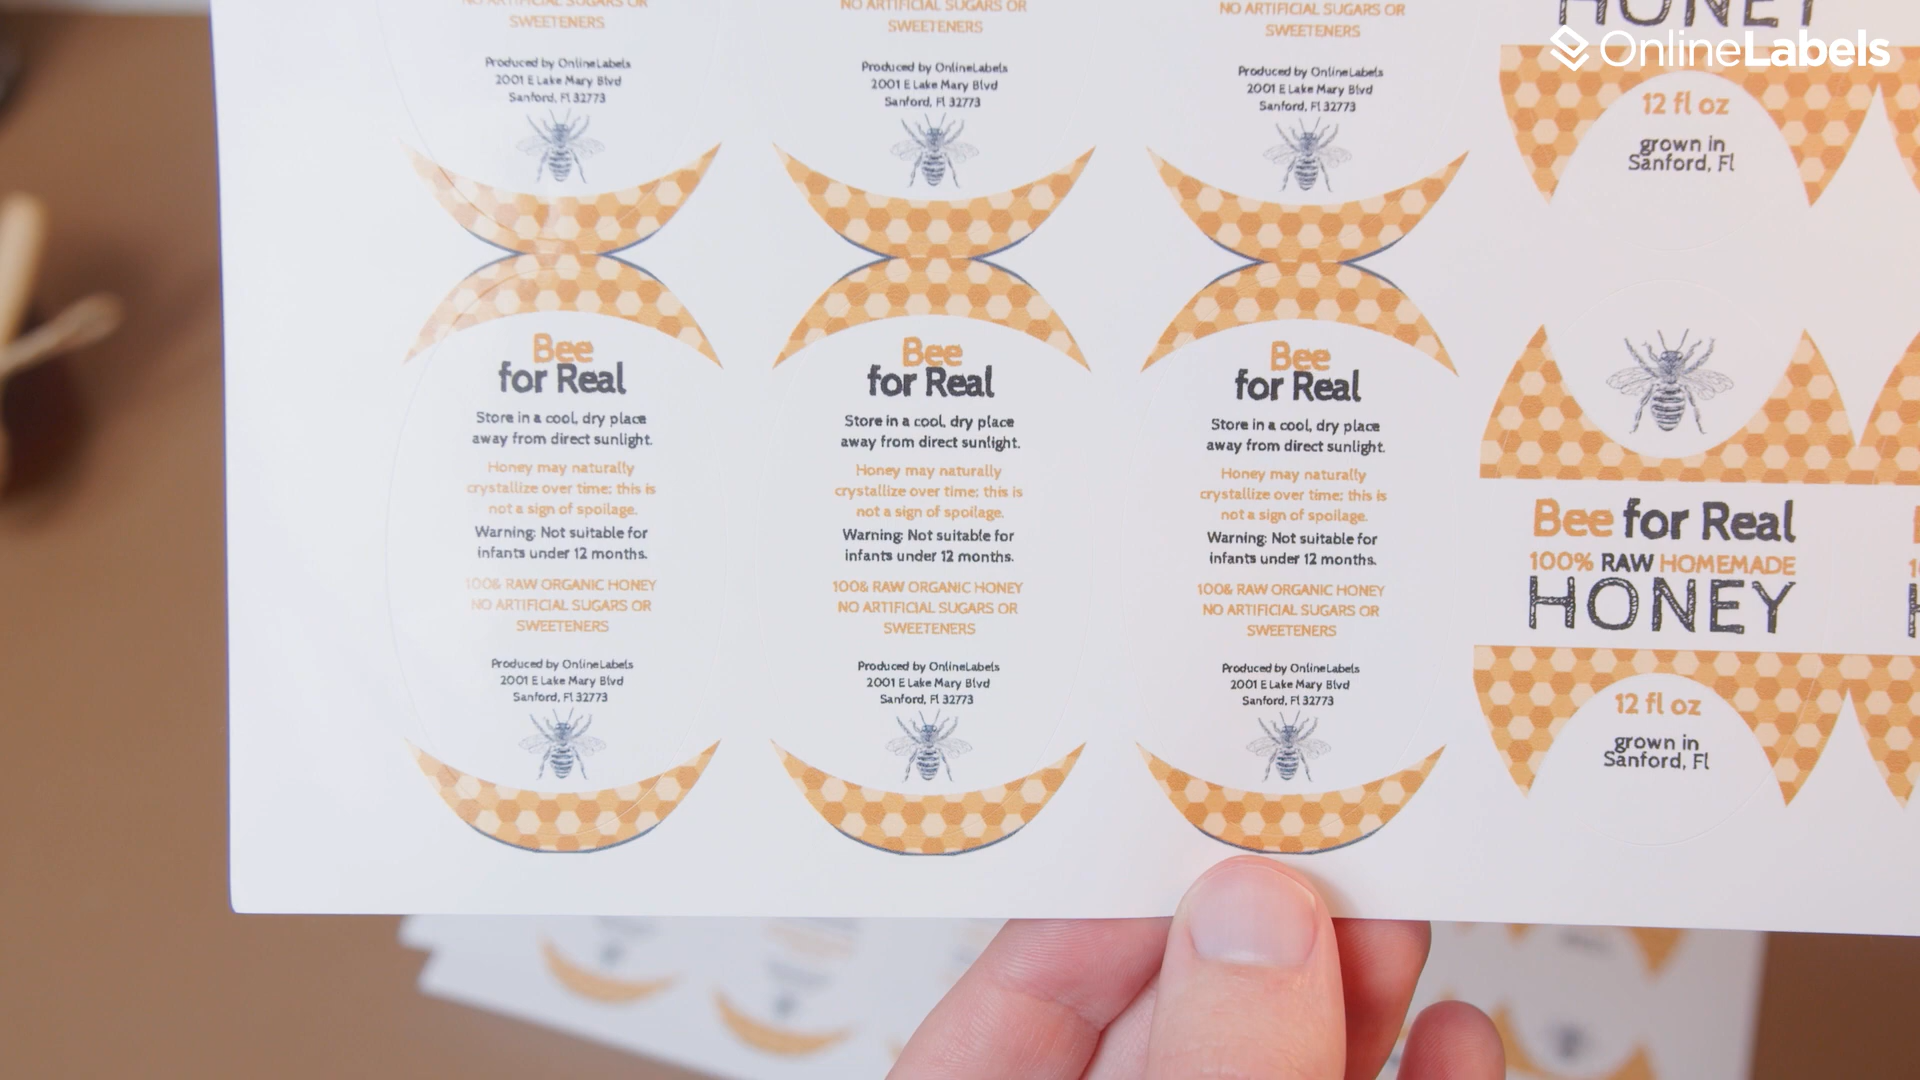 NO ARTIFICIAL SUGARS OR
SWEETENERS
Produced by OnlineLabels
2001 E Lake Mary Blvd
Sanford, Fl 32773
NO ARTIFICIAL SUGARS OR
SWEETENERS
Produced by OnlineLabels
2001 E Lake Mary Blvd
Sanford, Fl 32773
NO ARTIFICIAL SUGARS OR
SWEETENERS
Produced by OnlineLabels
2001 E Lake Mary Blvd
Sanford, Fl 32773
HONEY
OnlineLabels
12 fl oz
grown in
Sanford, Fl
Bee
for Real
Store in a cool, dry place
away from direct sunlight.
Honey may naturally
crystallize over time; this is
not a sign of spoilage.
Warning: Not suitable for
infants under 12 months.
100& RAW ORGANIC HONEY
NO ARTIFICIAL SUGARS OR
SWEETENERS
Produced by OnlineLabels
2001 E Lake Mary Blvd
Sanford, Fl 32773
Bee
for Real
Store in a cool, dry place
away from direct sunlight.
Honey may naturally
crystallize over time; this is
not a sign of spoilage.
Warning: Not suitable for
infants under 12 months.
100& RAW ORGANIC HONEY
NO ARTIFICIAL SUGARS OR
SWEETENERS
Produced by OnlineLabels
2001 E Lake Mary Blvd
Sanford, Fl 32773
Bee
for Real
Store in a cool, dry place
away from direct sunlight.
Honey may naturally
crystallize over time; this is
not a sign of spoilage.
Warning: Not suitable for
infants under 12 months.
100& RAW ORGANIC HONEY
NO ARTIFICIAL SUGARS OR
SWEETENERS
Produced by OnlineLabels
2001 E Lake Mary Blvd
Sanford, Fl 32773
Bee for Real
100% RAW HOMEMADE
HONEY
12 fl oz
grown in
Sanford, Fl